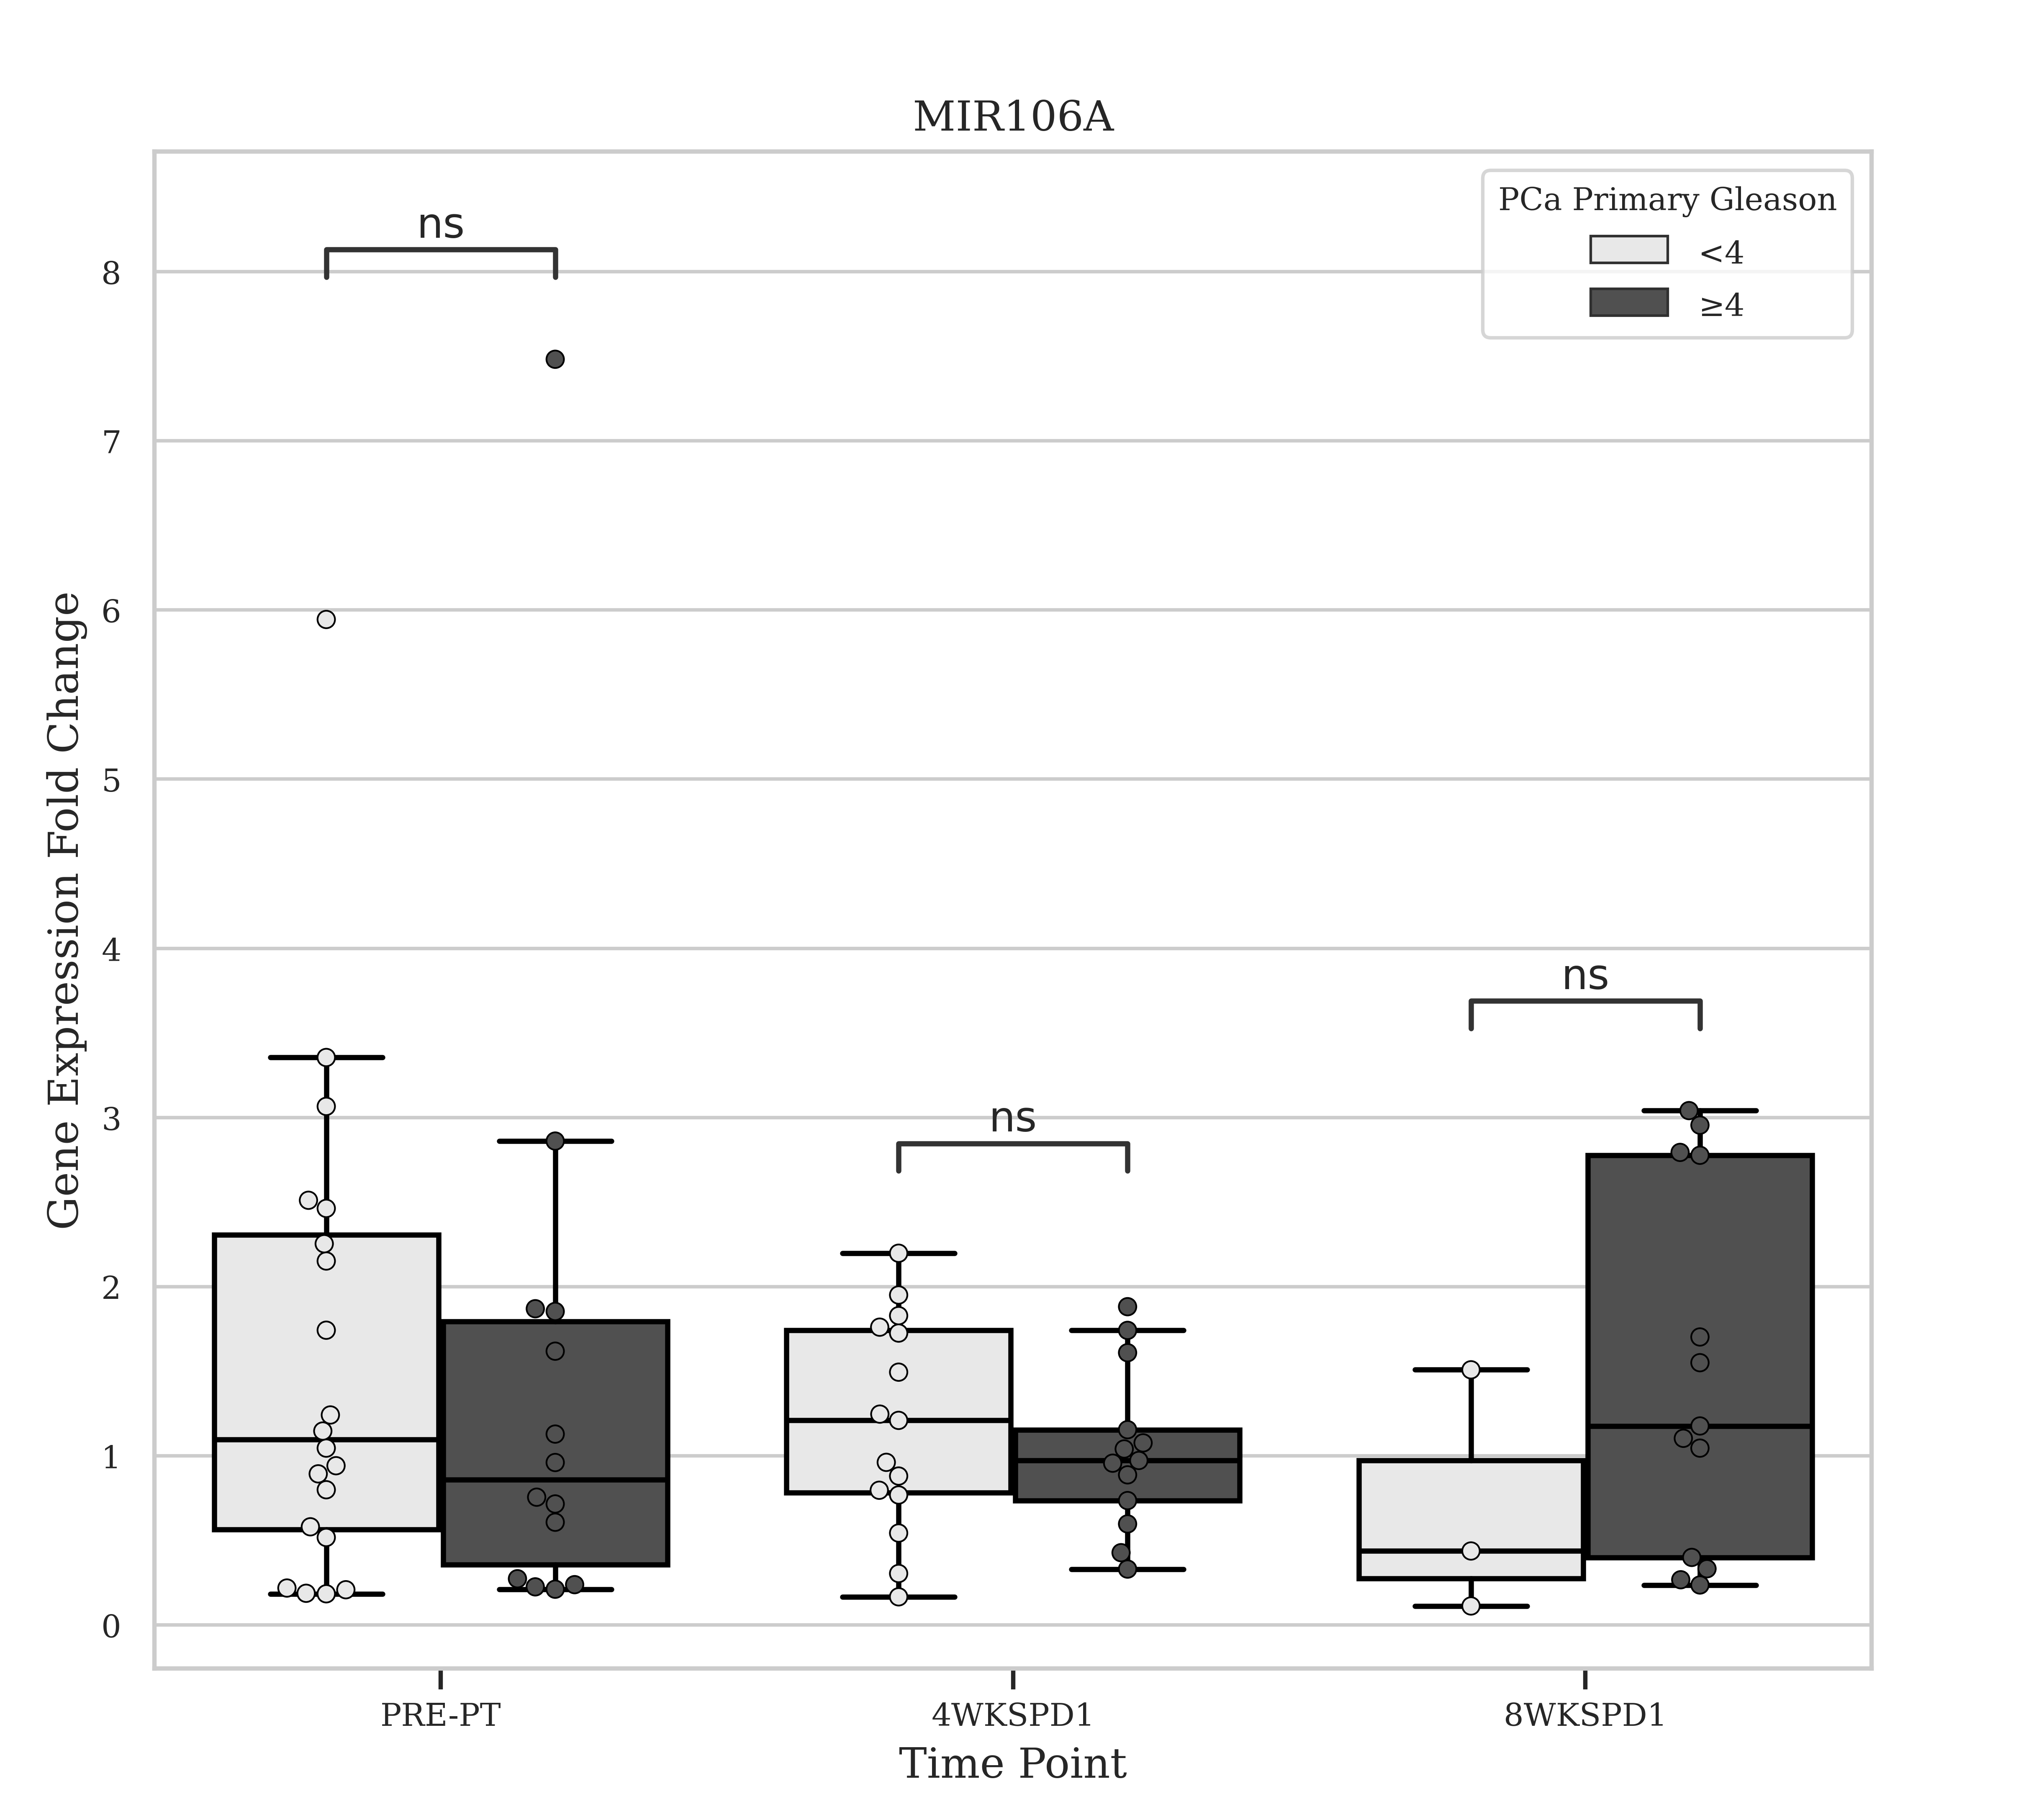 MIR106A
PCa Primary Gleason
<4
≥4
ns
ns
ns
Gene Expression Fold Change
8
7
6
5
4
3
2
1
0
PRE-PT
4WKSPD1
8WKSPD1
Time Point